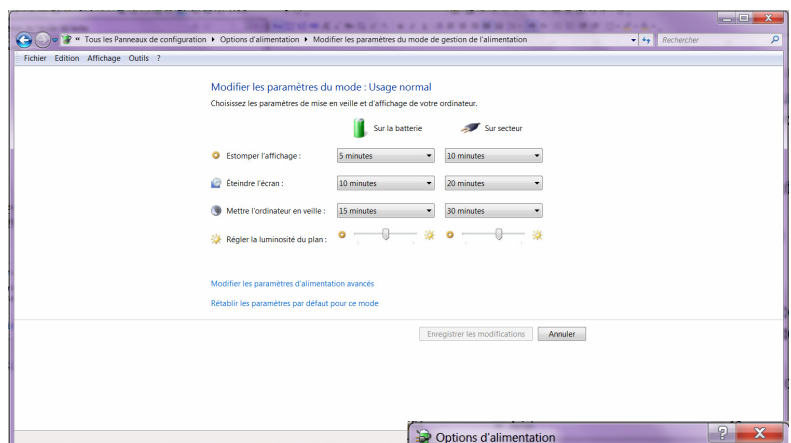 « Tous les Panneaux de configuration ▸ Options d'alimentation ▸ Modifier les paramètres du mode de gestion de l'alimentation Rechercher
Fichier Edition Affichage Outils ?
Modifier les paramètres du mode : Usage normal
Choisissez les paramètres de mise en veille et d'affichage de votre ordinateur.
Sur la batterie Sur secteur
Estomper l'affichage : 5 minutes 10 minutes
Éteindre l'écran : 10 minutes 20 minutes
Mettre l'ordinateur en veille : 15 minutes 30 minutes
Régler la luminosité du plan :
Modifier les paramètres d'alimentation avancés
Rétablir les paramètres par défaut pour ce mode
Enregistrer les modifications Annuler
Options d'alimentation